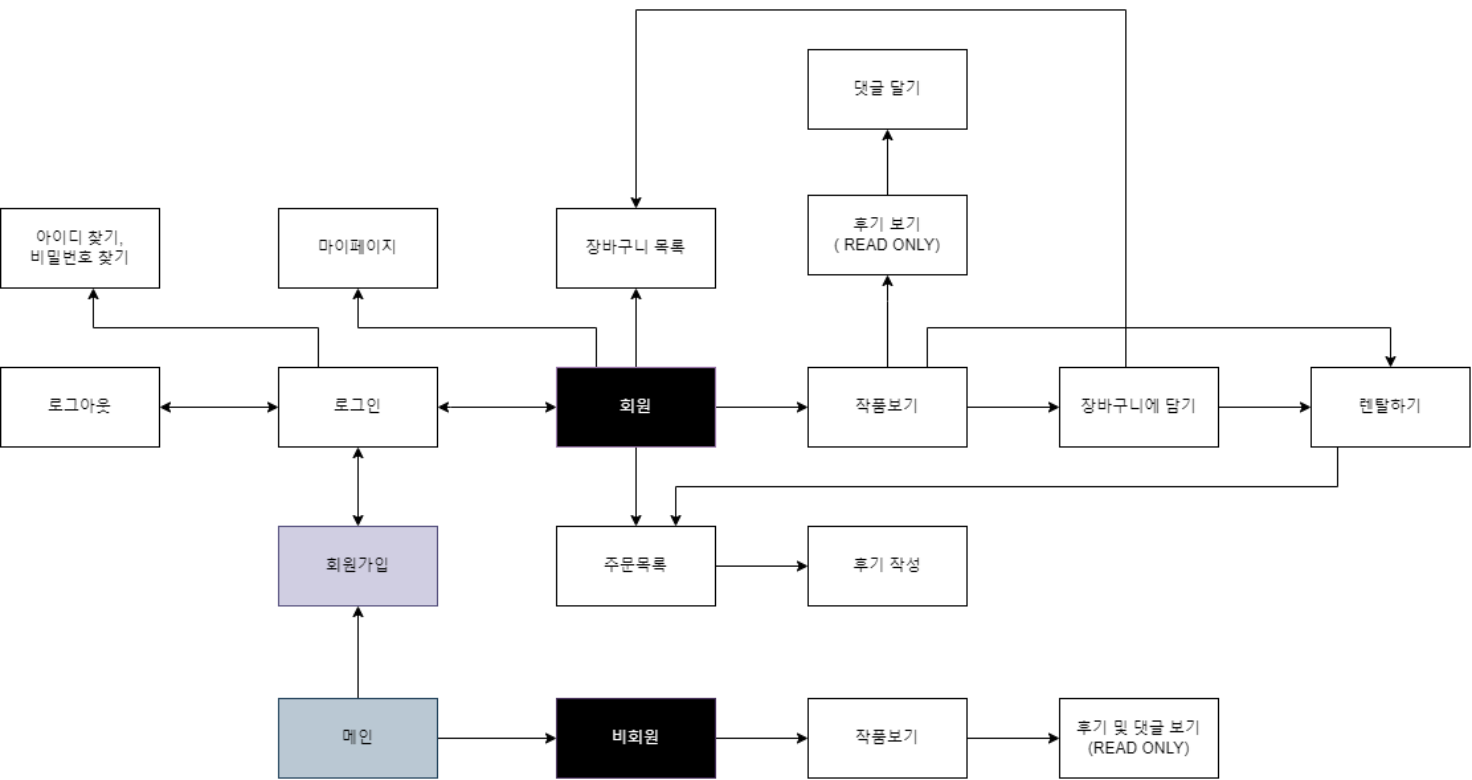 댓글 달기
후기 보기
( READ ONLY)
아이디 찾기,
비밀번호 찾기
마이페이지
장바구니 목록
로그아웃
로그인
회원
작품보기
장바구니에 담기
렌탈하기
회원가입
주문목록
후기 작성
메인
비회원
작품보기
후기 및 댓글 보기
(READ ONLY)